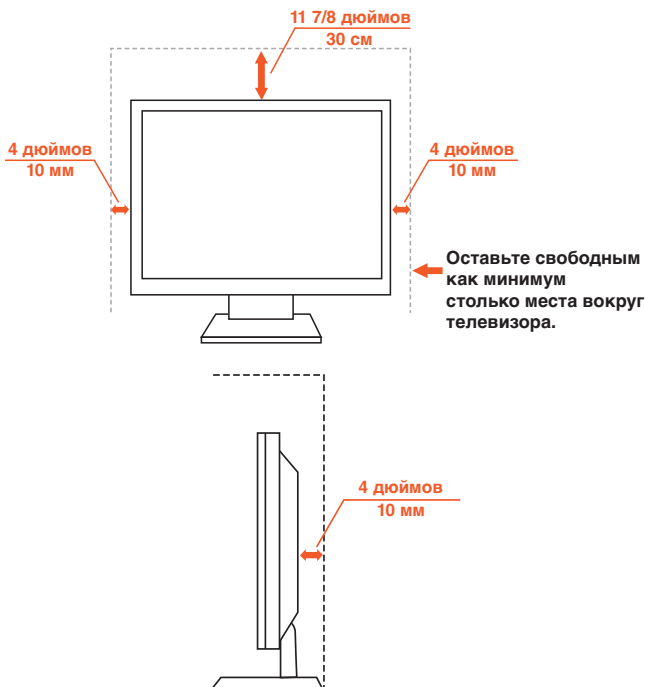 11 7/8 дюймов
30 см
4 дюймов
10 мм
4 дюймов
10 мм
Оставьте свободным
как минимум
столько места вокруг
телевизора.
4 дюймов
10 мм